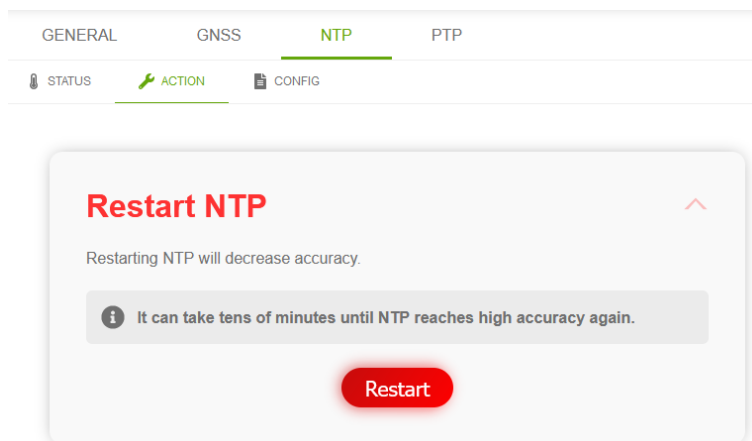 GENERAL GNSS NTP PTP
STATUS ACTION CONFIG
Restart NTP
Restarting NTP will decrease accuracy.
It can take tens of minutes until NTP reaches high accuracy again.
Restart